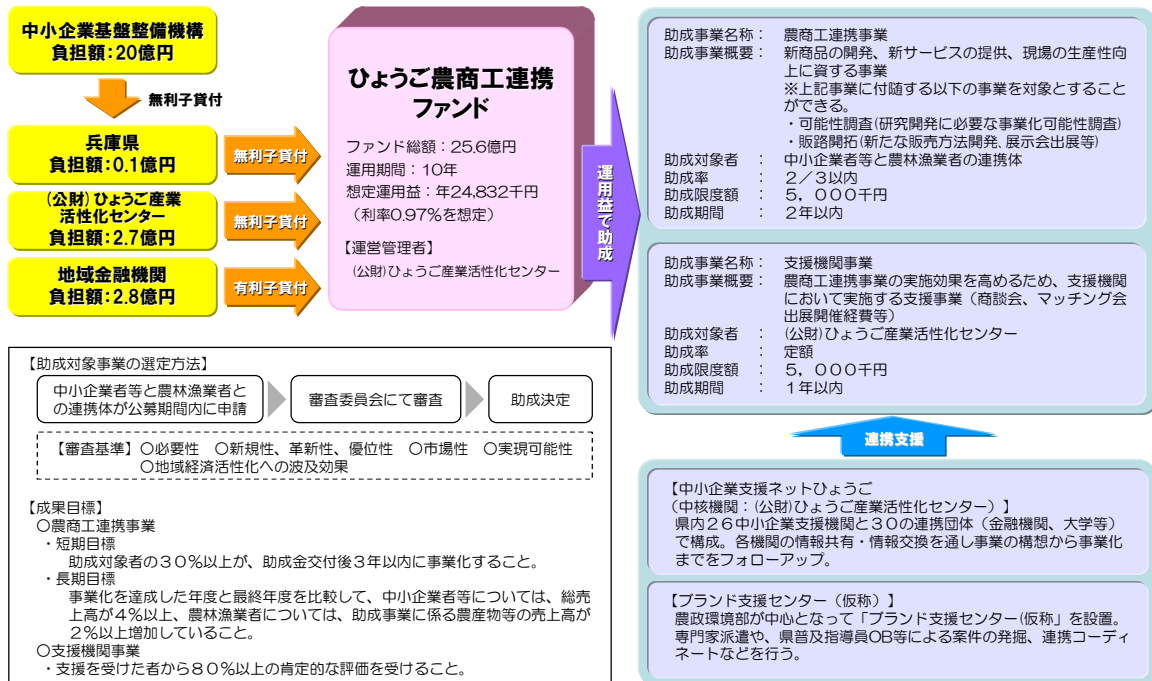 中小企業基盤整備機構
負担額：20億円
無利子貸付
兵庫県
負担額：0.1億円
無利子貸付
(公財)ひょうご産業
活性化センター
負担額：2.7億円
無利子貸付
地域金融機関
負担額：2.8億円
有利子貸付
ひょうご農商工連携
ファンド
ファンド総額：25.6億円
運用期間：10年
想定運用益：年24,832千円
（利率0.97％を想定）
【運営管理者】
(公財)ひょうご産業活性化センター
運用益で助成
助成事業名称： 農商工連携事業
助成事業概要： 新商品の開発、新サービスの提供、現場の生産性向
上に資する事業
※上記事業に付随する以下の事業を対象とすること
ができる。
・可能性調査(研究開発に必要な事業化可能性調査)
・販路開拓(新たな販売方法開発、展示会出展等)
助成対象者 ： 中小企業者等と農林漁業者の連携体
助成率 ： ２／３以内
助成限度額 ： ５，０００千円
助成期間 ： ２年以内
助成事業名称： 支援機関事業
助成事業概要： 農商工連携事業の実施効果を高めるため、支援機関
において実施する支援事業（商談会、マッチング会
出展開催経費等）
助成対象者 ： (公財)ひょうご産業活性化センター
助成率 ： 定額
助成限度額 ： ５，０００千円
助成期間 ： １年以内
連携支援
【中小企業支援ネットひょうご
（中核機関：(公財)ひょうご産業活性化センター）】
県内２６中小企業支援機関と３０の連携団体（金融機関、大学等）
で構成。各機関の情報共有・情報交換を通し事業の構想から事業化
までをフォローアップ。
【ブランド支援センター（仮称）】
農政環境部が中心となって「ブランド支援センター(仮称）を設置。
専門家派遣や、県普及指導員OB等による案件の発掘、連携コーディ
ネートなどを行う。
【助成対象事業の選定方法】
中小企業者等と農林漁業者と
の連携体が公募期間内に申請
審査委員会にて審査
助成決定
【審査基準】○必要性 ○新規性、革新性、優位性 ○市場性 ○実現可能性
○地域経済活性化への波及効果
【成果目標】
○農商工連携事業
・短期目標
助成対象者の３０％以上が、助成金交付後３年以内に事業化すること。
・長期目標
事業化を達成した年度と最終年度を比較して、中小企業者等については、総売
上高が４％以上、農林漁業者については、助成事業に係る農産物等の売上高が
２％以上増加していること。
○支援機関事業
・支援を受けた者から８０％以上の肯定的な評価を受けること。